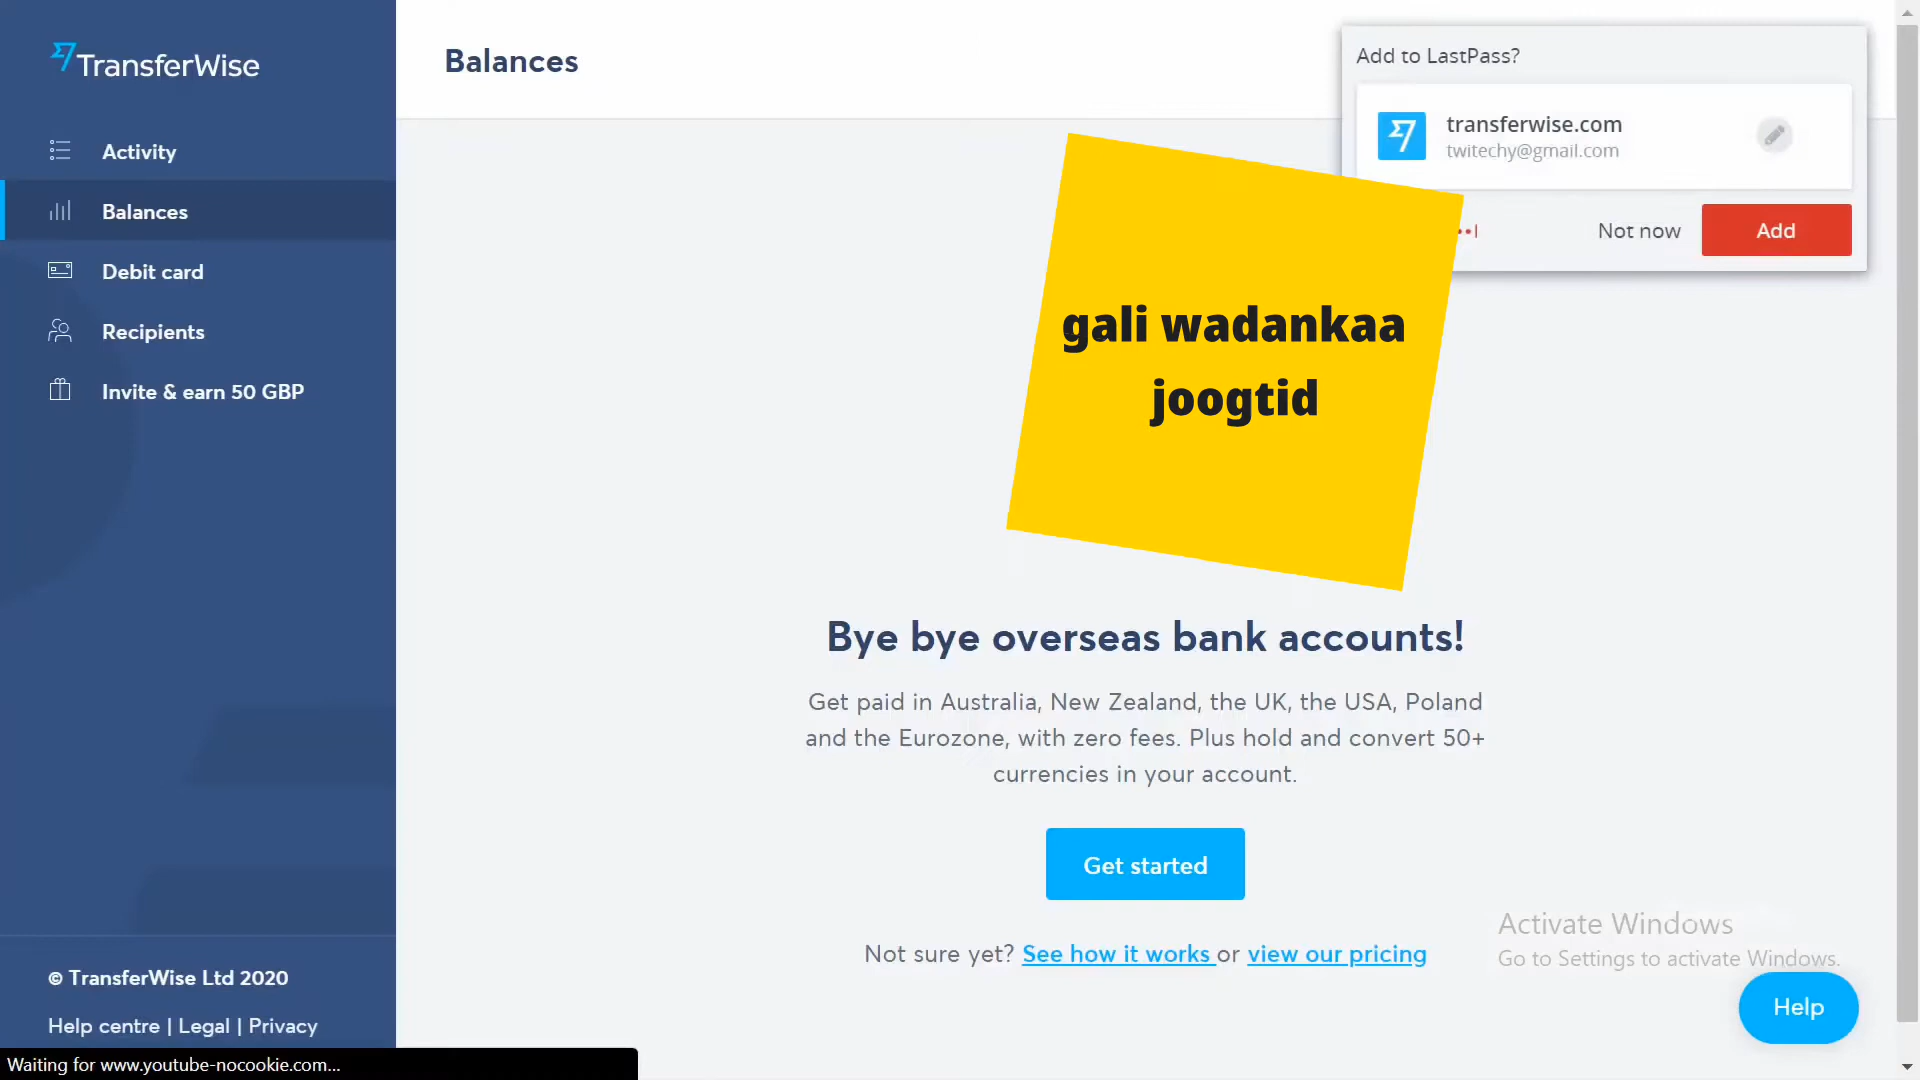 TransferWise
Activity
Balances
Debit card
Recipients
Invite & earn 50 GBP
© TransferWise Ltd 2020
Help centre | Legal | Privacy
Waiting for www.youtube-nocookie.com...
Balances
Add to LastPass?
transferwise.com
twitechy@gmail.com
Not now
Add
gali wadankaa
joogtid
Bye bye overseas bank accounts!
Get paid in Australia, New Zealand, the UK, the USA, Poland
and the Eurozone, with zero fees. Plus hold and convert 50+
currencies in your account.
Get started
Not sure yet? See how it works or view our pricing
Activate Windows
Go to Settings to activate Windows.
Help